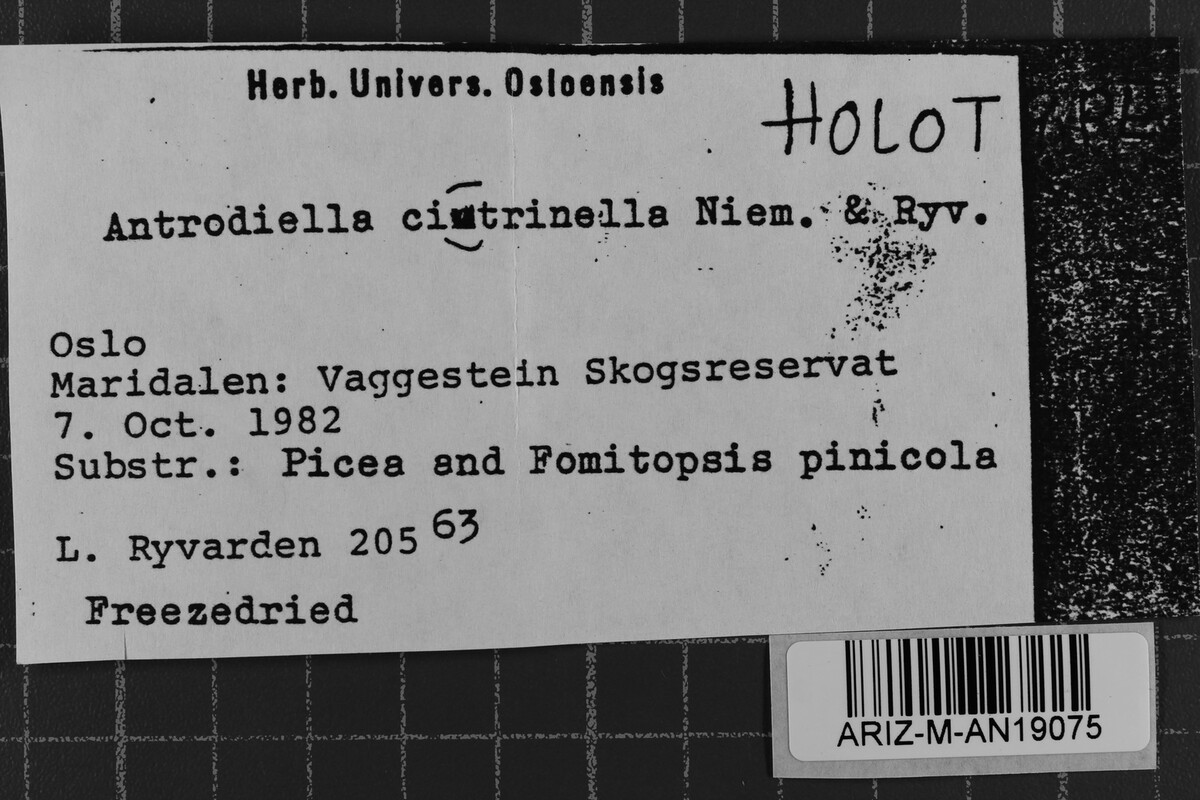 Herb. Univers. Osloensis
HOLOT
Antrodiella citrinella Niem. & Ryv.
Oslo
Maridalen: Vaggestein Skogsreservat
7. Oct. 1982
Substr.: Picea and Fomitopsis pinicola
L. Ryvarden 20563
Freezedried
ARIZ-M-AN19075